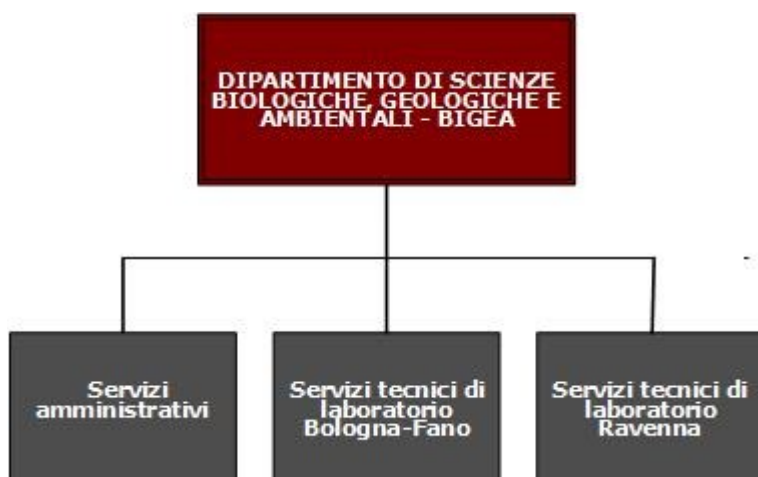 DIPARTIMENTO DI SCIENZE
BIOLOGICHE, GEOLOGICHE E
AMBIENTALI - BIGEA
Servizi
amministrativi
Servizi tecnici di
laboratorio
Bologna-Fano
Servizi tecnici di
laboratorio
Ravenna